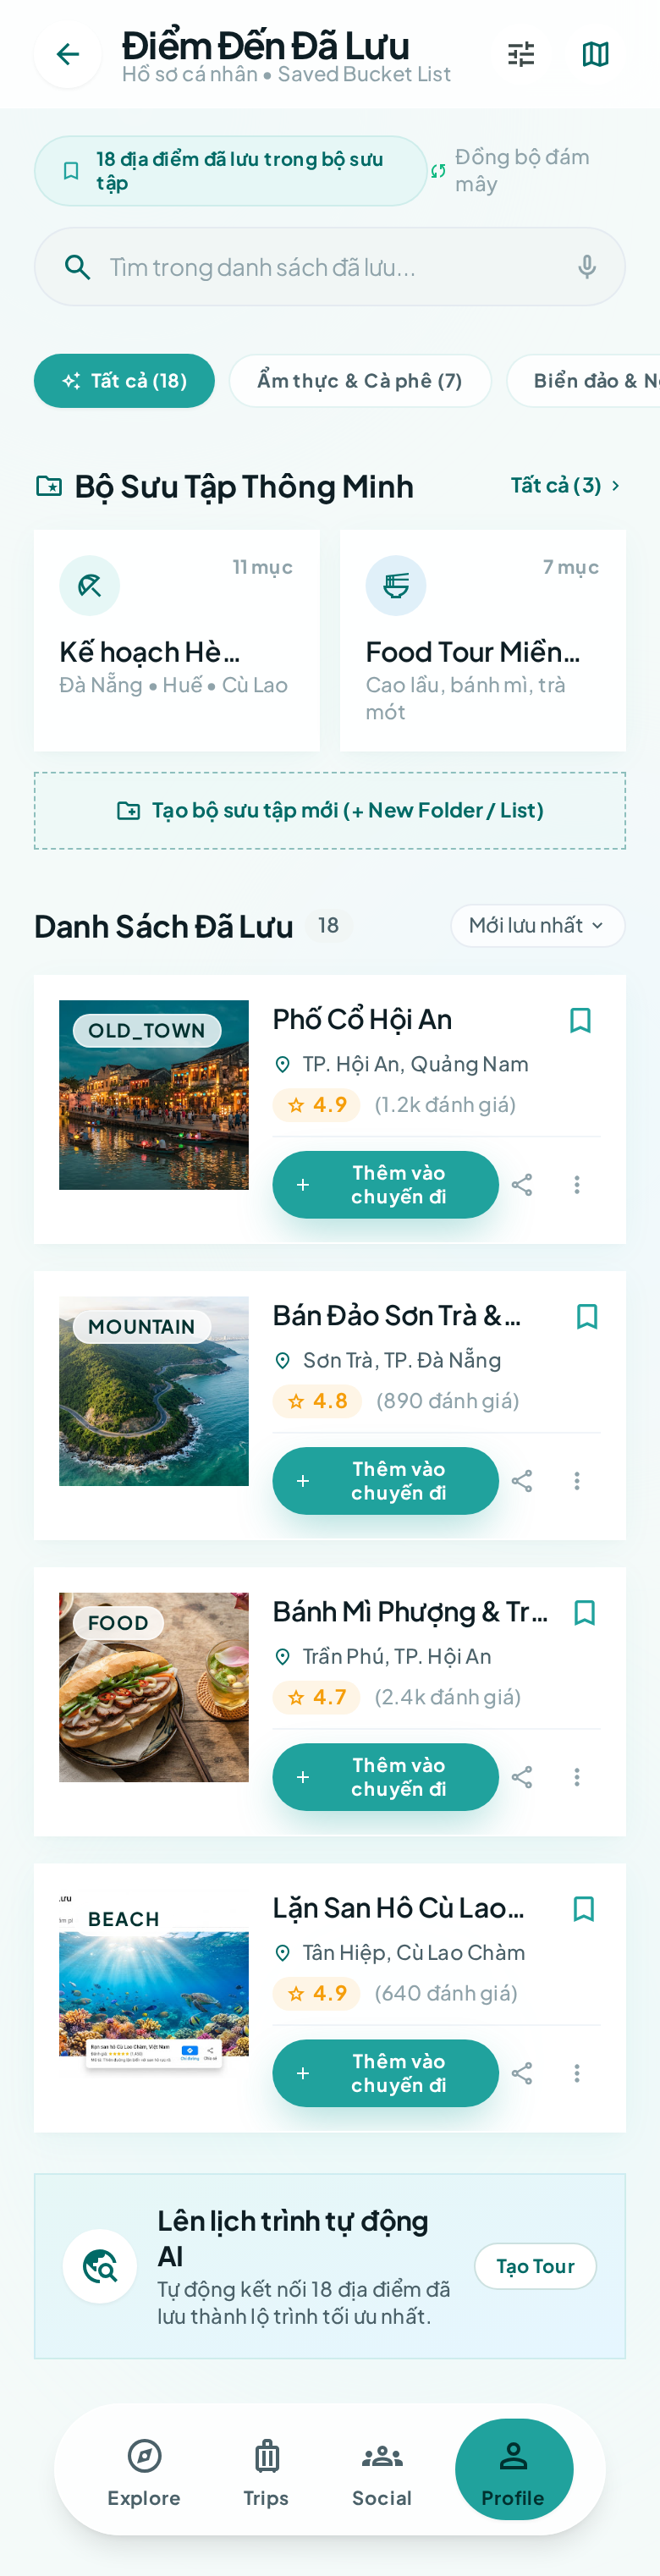 Điểm Đến Đã Lưu
Hồ sơ cá nhân • Saved Bucket List
18 địa điểm đã lưu trong bộ sưu
tập
Đồng bộ đám
mây
Tìm trong danh sách đã lưu...
Tất cả (18)
Ẩm thực & Cà phê (7)
Biển đảo &
Bộ Sưu Tập Thông Minh
Tất cả (3)
11 mục
Kế hoạch Hè...
Đà Nẵng • Huế • Cù Lao
7 mục
Food Tour Miền...
Cao lầu, bánh mì, trà
mót
Tạo bộ sưu tập mới (+ New Folder / List)
Danh Sách Đã Lưu 18
Mới lưu nhất
OLD_TOWN
Phố Cổ Hội An
TP. Hội An, Quảng Nam
4.9 (1.2k đánh giá)
Thêm vào
chuyến đi
MOUNTAIN
Bán Đảo Sơn Trà &...
Sơn Trà, TP. Đà Nẵng
4.8 (890 đánh giá)
Thêm vào
chuyến đi
FOOD
Bánh Mì Phượng & Tr...
Trần Phú, TP. Hội An
4.7 (2.4k đánh giá)
Thêm vào
chuyến đi
BEACH
Lặn San Hô Cù Lao...
Tân Hiệp, Cù Lao Chàm
4.9 (640 đánh giá)
Thêm vào
chuyến đi
Lên lịch trình tự động
AI
Tự động kết nối 18 địa điểm đã
lưu thành lộ trình tối ưu nhất.
Tạo Tour
Explore
Trips
Social
Profile